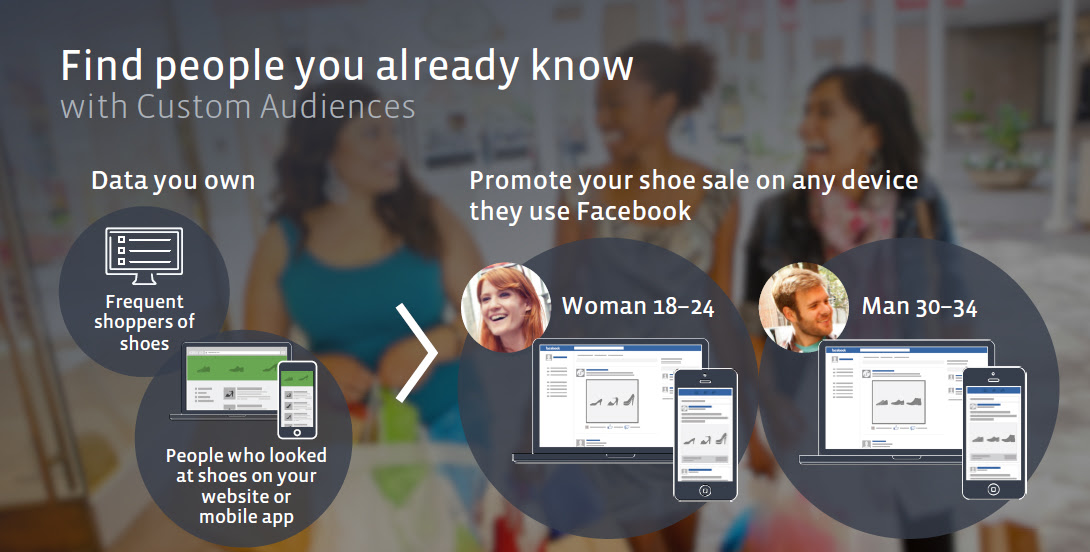 Find people you already know
with Custom Audiences
Data you own
Frequent
shoppers of
shoes
People who looked
at shoes on your
website or
mobile app
Promote your shoe sale on any device
they use Facebook
Woman 18–24
facebook
Man 30–34
facebook